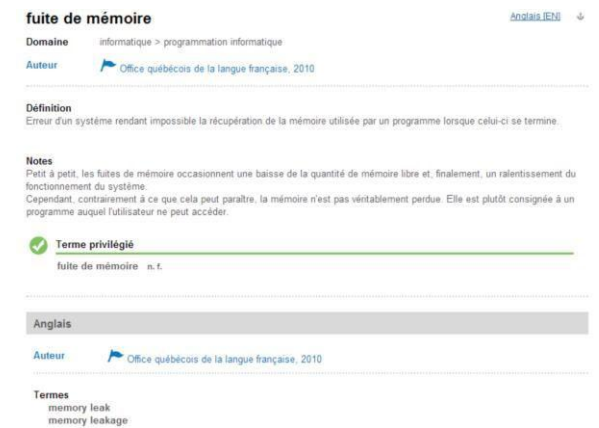 fuite de mémoire
Anglais [EN]
Domaine informatique > programmation informatique
Auteur Office québécois de la langue française, 2010
Définition
Erreur d'un système rendant impossible la récupération de la mémoire utilisée par un programme lorsque celui-ci se termine.
Notes
Petit à petit, les fuites de mémoire occasionnent une baisse de la quantité de mémoire libre et, finalement, un ralentissement du
fonctionnement du système.
Cependant, contrairement à ce que cela peut paraître, la mémoire n'est pas véritablement perdue. Elle est plutôt consignée à un
programme auquel l'utilisateur ne peut accéder.
Terme privilégié
fuite de mémoire n. f.
Anglais
Auteur Office québécois de la langue française, 2010
Termes
memory leak
memory leakage